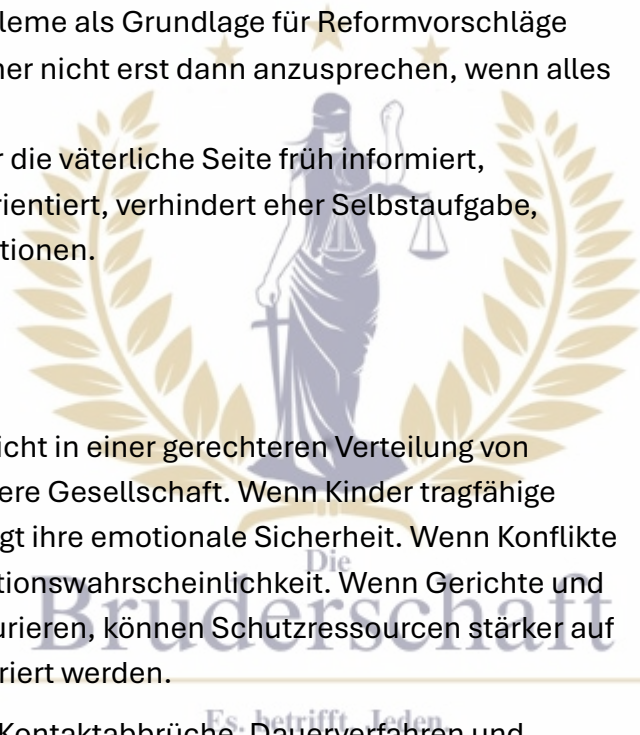 leme als Grundlage für Reformvorschläge
ner nicht erst dann anzusprechen, wenn alles
die väterliche Seite früh informiert,
rientiert, verhindert eher Selbstaufgabe,
tionen.
icht in einer gerechteren Verteilung von
ere Gesellschaft. Wenn Kinder tragfähige
gt ihre emotionale Sicherheit. Wenn Konflikte
Die
tionswahrscheinlichkeit. Wenn Gerichte und
Bruderschaft
urieren, können Schutzressourcen stärker auf
riert werden.
Es. betrifft. Jeden.
Kontaktabbrüche, Dauerverfahren und